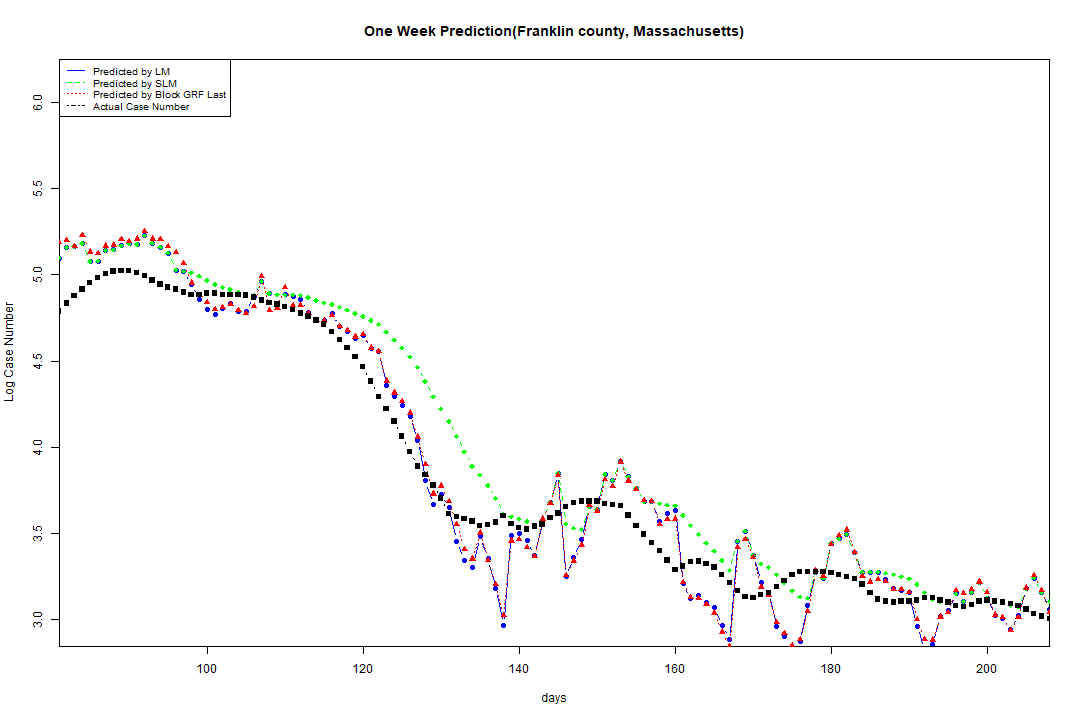 One Week Prediction(Franklin county, Massachusetts)
Predicted by LM
Predicted by SLM
Predicted by Block GRF Last
Actual Case Number
6.0
5.5
5.0
4.5
4.0
3.5
3.0
Log Case Number
100 120 140 160 180 200
days